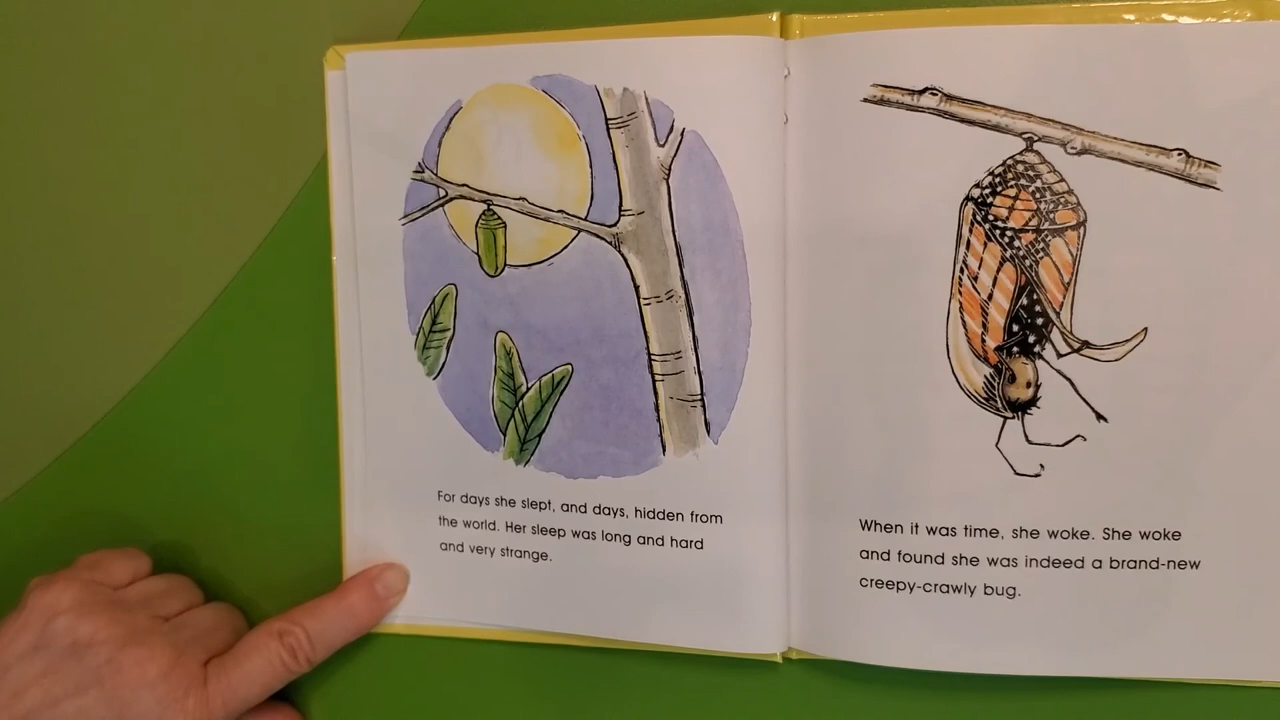 For days she slept, and days, hidden from
the world. Her sleep was long and hard
and very strange.
When it was time, she woke. She woke
and found she was indeed a brand-new
creepy-crawly bug.